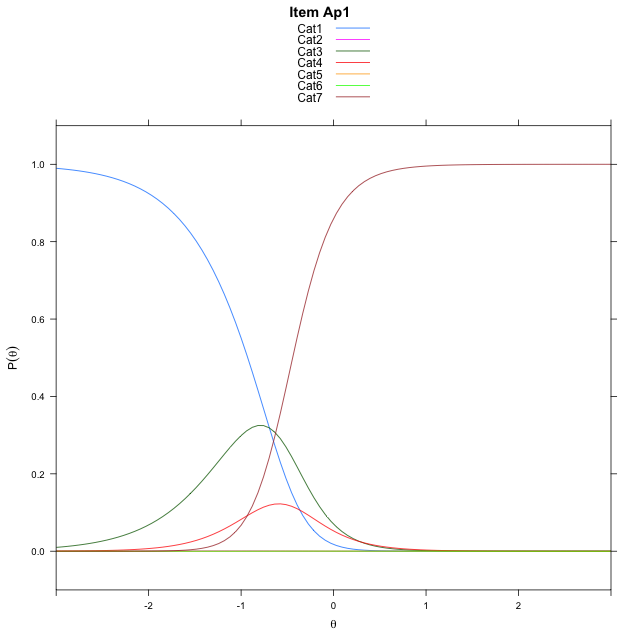 Item Ap1
Cat1
Cat2
Cat3
Cat4
Cat5
Cat6
Cat7
1.0
0.8
0.6
0.4
0.2
0.0
P(θ)
-2 -1 0 1 2
θ